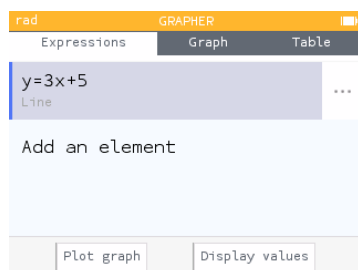 rad GRAPHER
Expressions Graph Table
y=3x+5
Line
...
Add an element
Plot graph Display values